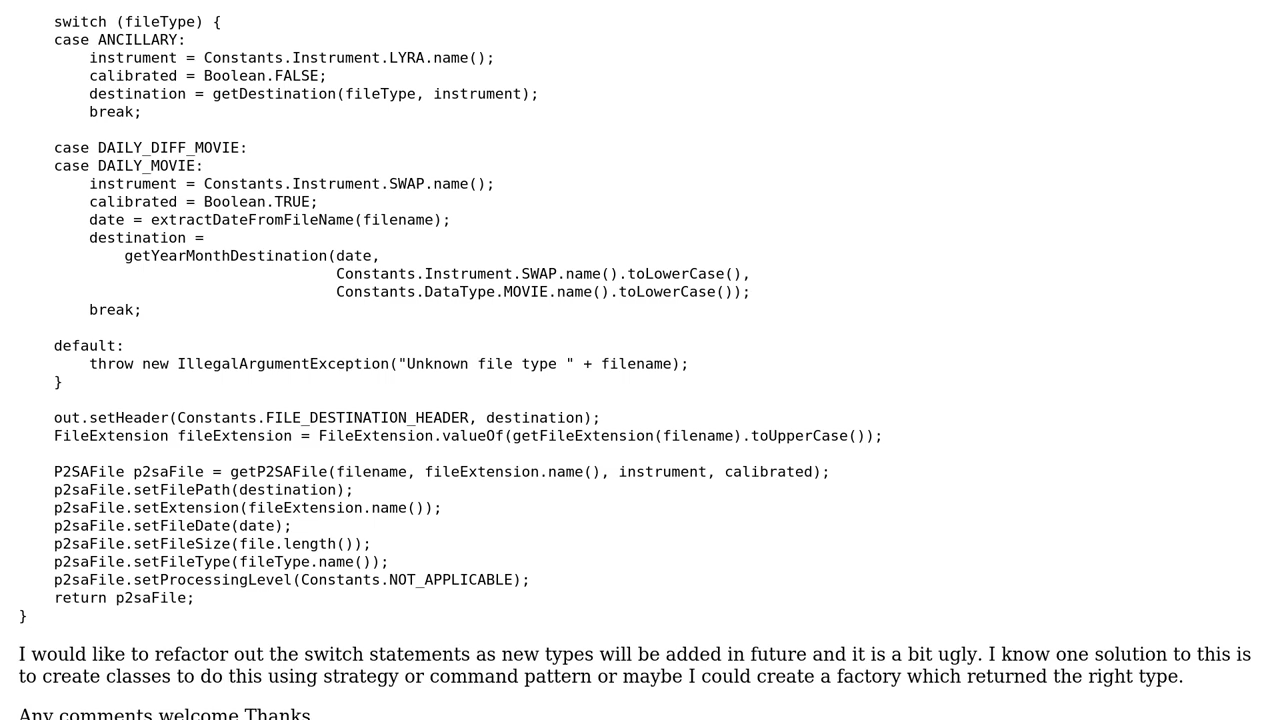 switch (fileType) {
case ANCILLARY:
instrument = Constants.Instrument.LYRA.name();
calibrated = Boolean.FALSE;
destination = getDestination(fileType, instrument);
break;
case DAILY_DIFF_MOVIE:
case DAILY_MOVIE:
instrument = Constants.Instrument.SWAP.name();
calibrated = Boolean.TRUE;
date = extractDateFromFileName(filename);
destination =
getYearMonthDestination(date,
Constants.Instrument.SWAP.name().toLowerCase(),
Constants.DataType.MOVIE.name().toLowerCase());
break;
default:
throw new IllegalArgumentException("Unknown file type " + filename);
}
out.setHeader(Constants.FILE_DESTINATION_HEADER, destination);
FileExtension fileExtension = FileExtension.valueOf(getFileExtension(filename).toUpperCase());
P2SAFile p2saFile = getP2SAFile(filename, fileExtension.name(), instrument, calibrated);
p2saFile.setFilePath(destination);
p2saFile.setExtension(fileExtension.name());
p2saFile.setFileDate(date);
p2saFile.setFileSize(file.length());
p2saFile.setFileType(fileType.name());
p2saFile.setProcessingLevel(Constants.NOT_APPLICABLE);
return p2saFile;
}
I would like to refactor out the switch statements as new types will be added in future and it is a bit ugly. I know one solution to this is
to create classes to do this using strategy or command pattern or maybe I could create a factory which returned the right type.
Any comments welcome Thanks